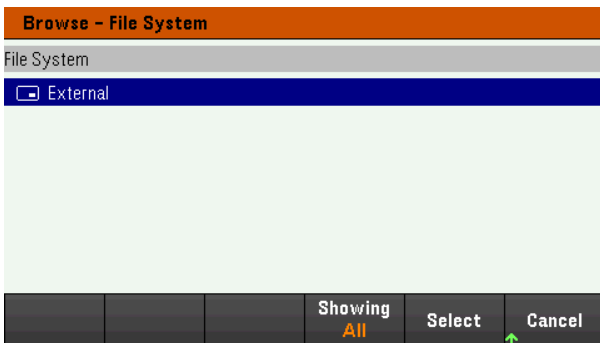 Browse – File System
File System
External
Showing
All
Select
Cancel